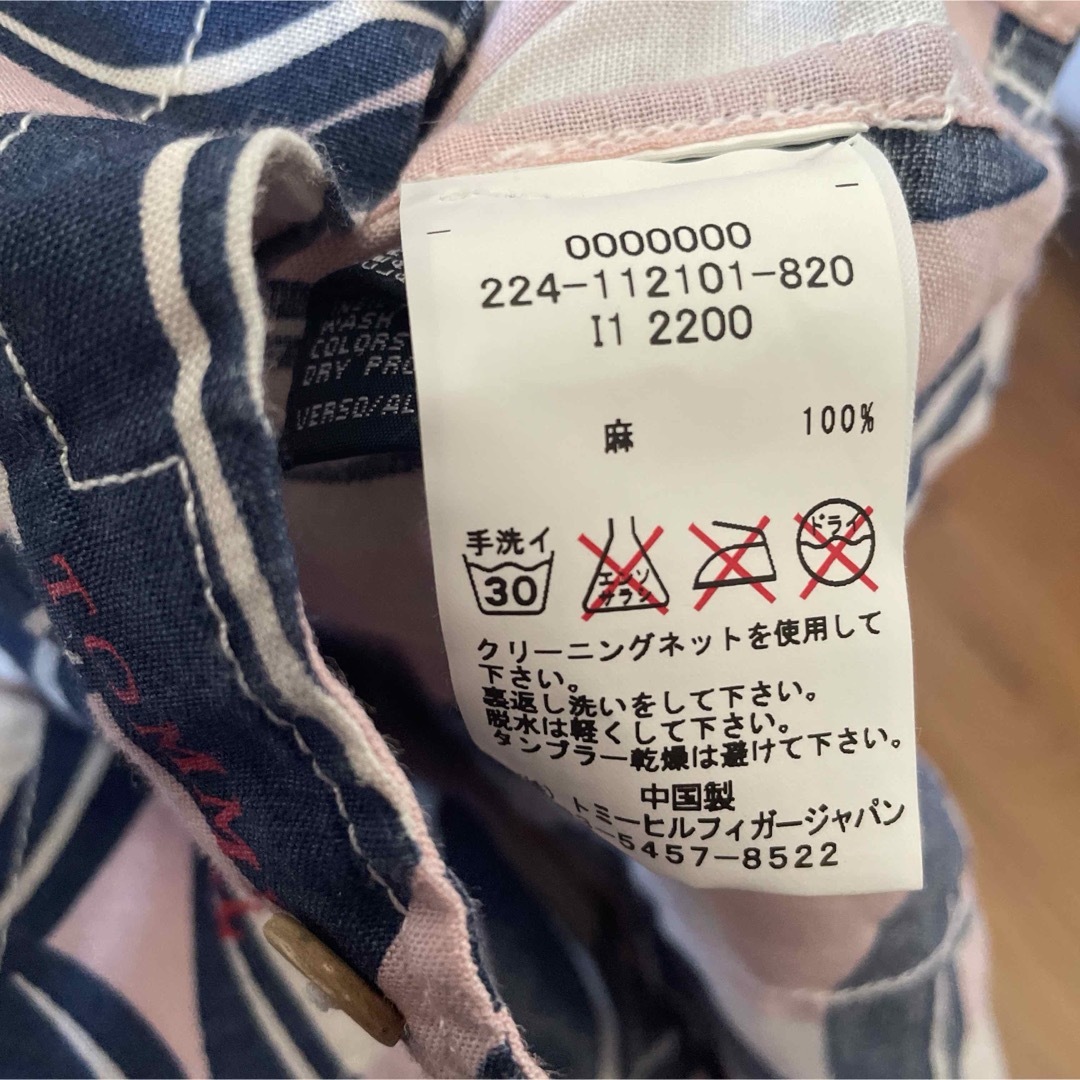 0000000
224-112101-820
I1 2200
麻 100%
手洗イ
30
エンソ
サラシ
ドライ
クリーニングネットを使用して
下さい。
裏返し洗いをして下さい。
脱水は軽くして下さい。
タンブラー乾燥は避けて下さい。
中国製
トミーヒルフィガージャパン
5457-8522
WASH
COLORS
DRY
VERSO/
TOMMY